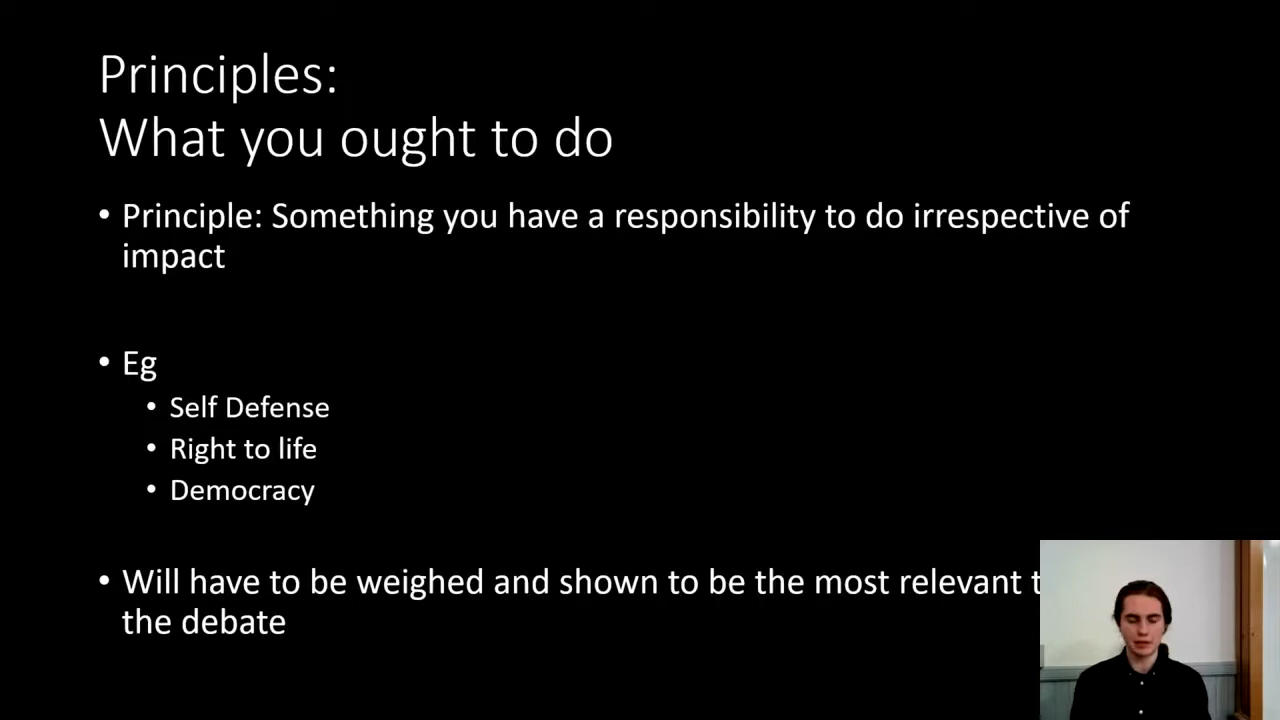 Principles:
What you ought to do
• Principle: Something you have a responsibility to do irrespective of
impact
• Eg
• Self Defense
• Right to life
• Democracy
• Will have to be weighed and shown to be the most relevant
the debate